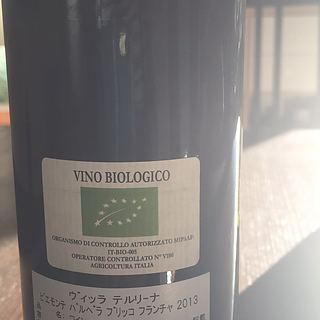 VINO BIOLOGICO
ORGANISMO DI CONTROLLO AUTORIZZATO MIPAAF:
IT-BIO-005
OPERATORE CONTROLLATO N°
AGRICOLTURA ITALIA
ヴィッラ テルリーナ
ピエモンテ バルベラ ブリッコ フランチャ 2013